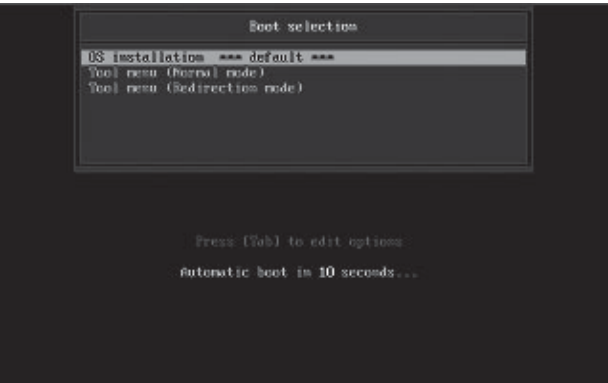 Boot selection
OS installation *** default ***
Tool menu (Normal mode)
Tool menu (Redirection mode)
Press [Tab] to edit options
Automatic boot in 10 seconds...